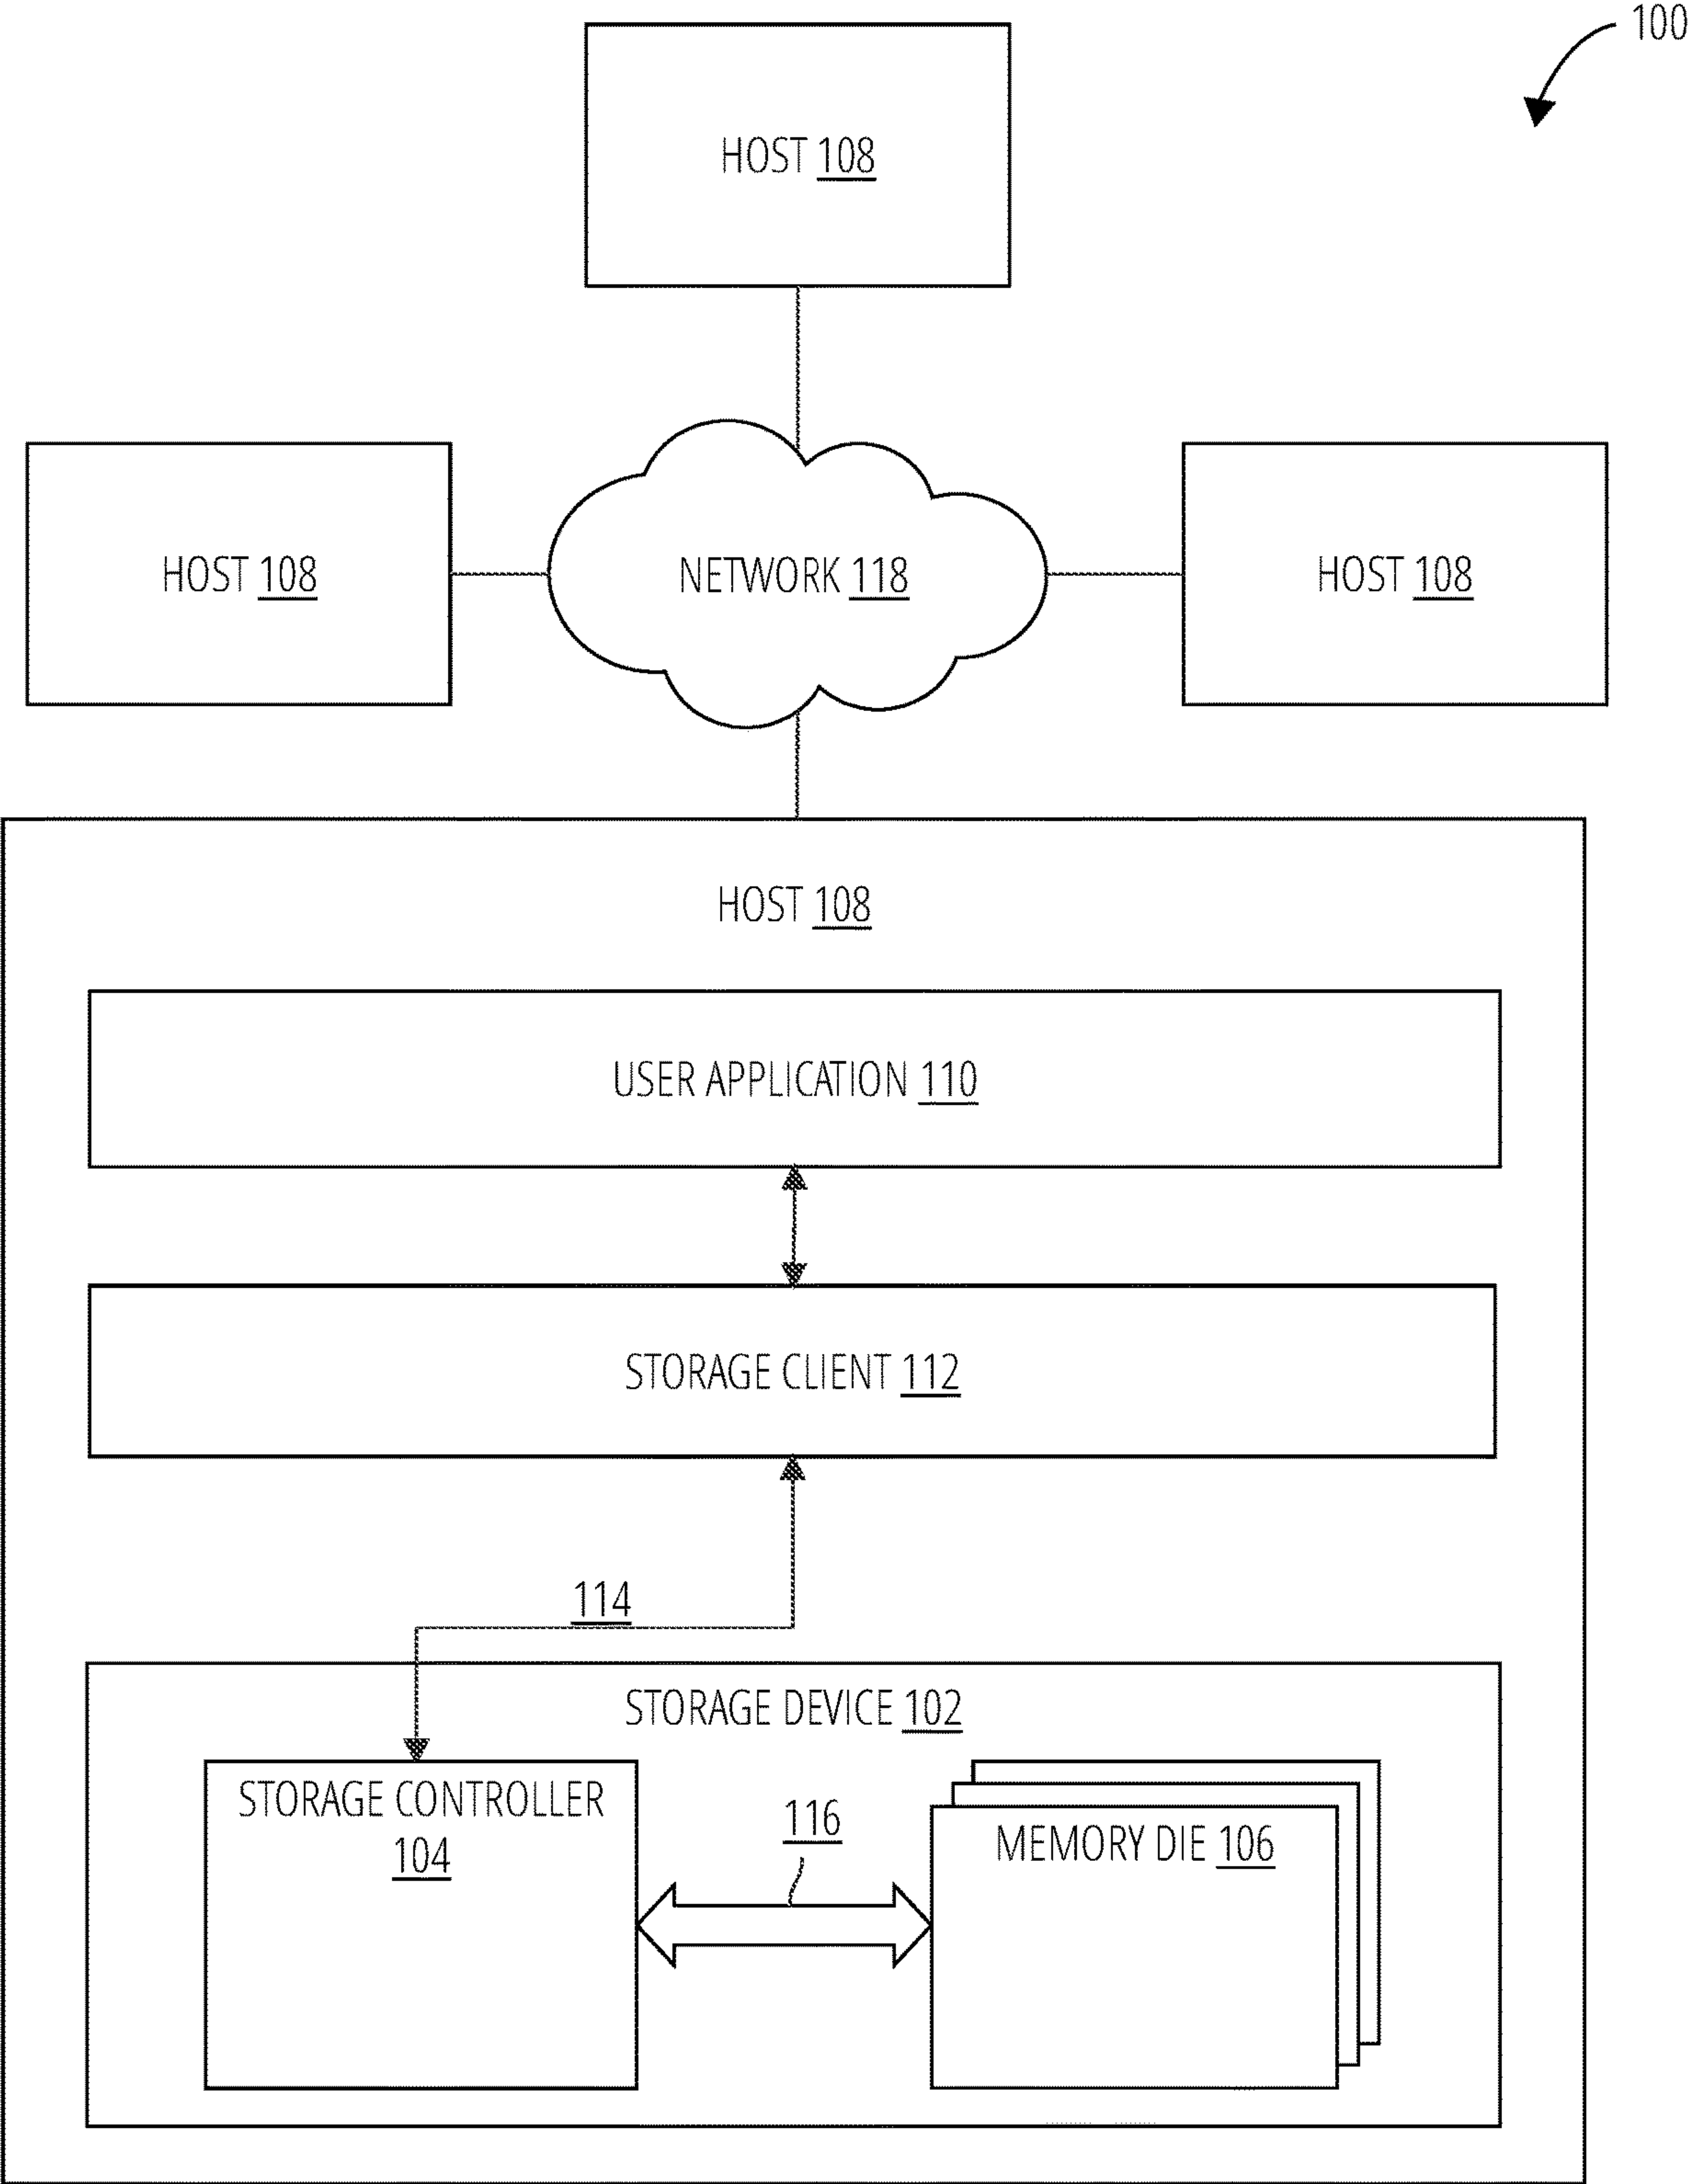 100
HOST 108
HOST 108
NETWORK 118
HOST 108
HOST 108
USER APPLICATION 110
STORAGE CLIENT 112
114
STORAGE DEVICE 102
STORAGE CONTROLLER
104
116
MEMORY DIE 106